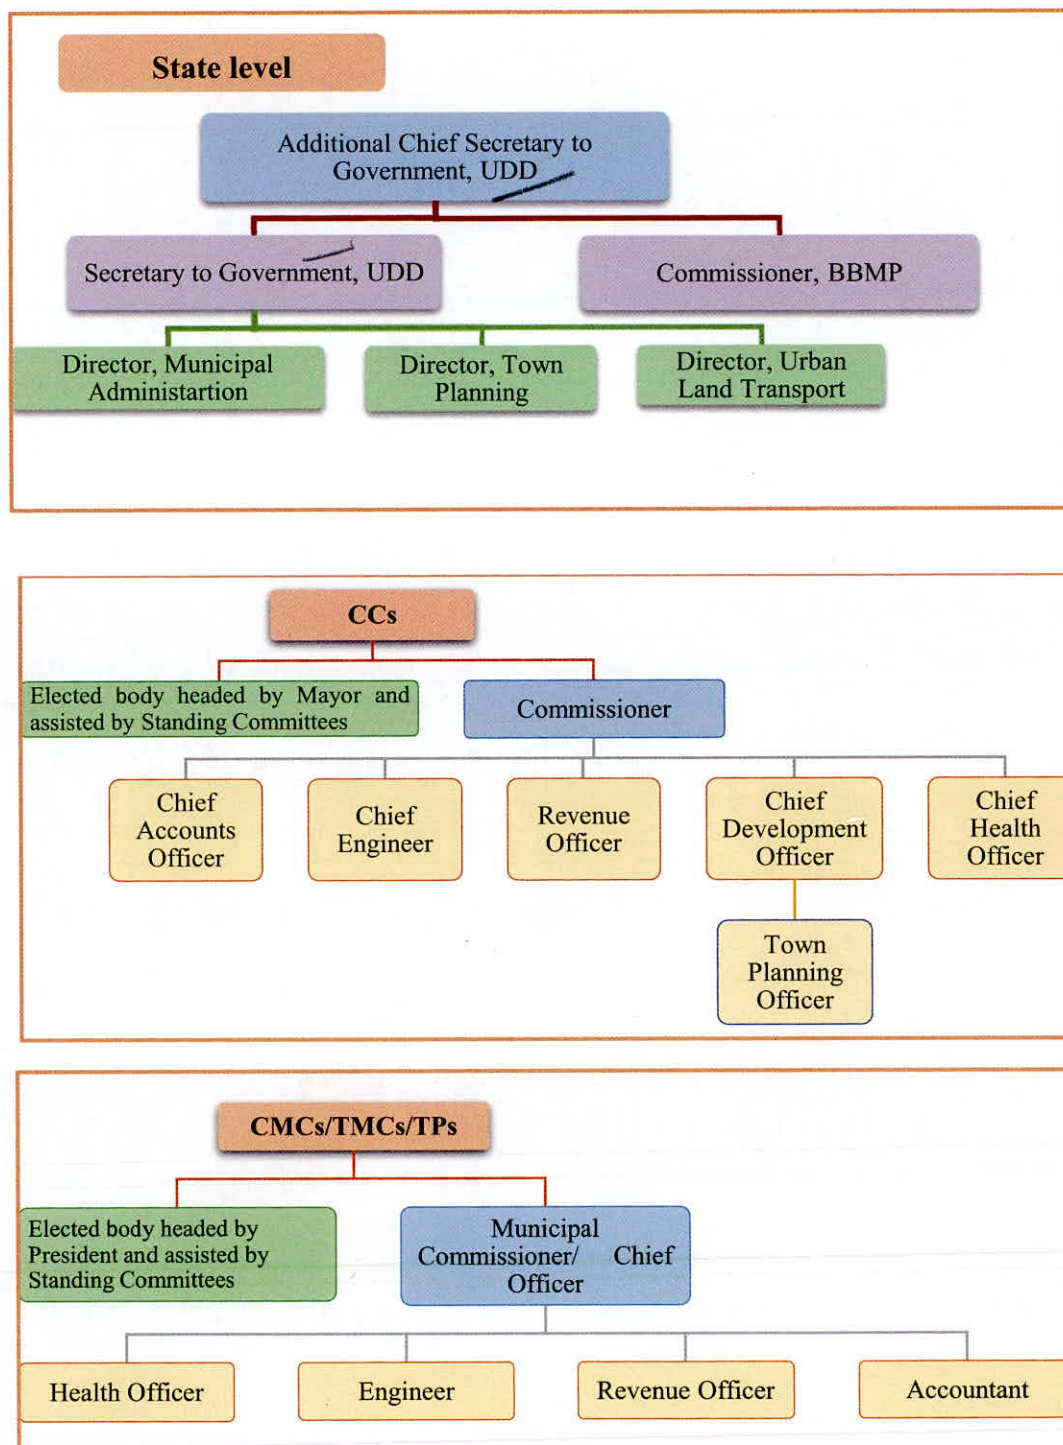 State level
Additional Chief Secretary to
Government, UDD
Secretary to Government, UDD
Commissioner, BBMP
Director, Municipal
Administartion
Director, Town
Planning
Director, Urban
Land Transport
CCs
Elected body headed by Mayor and
assisted by Standing Committees
Commissioner
Chief
Accounts
Officer
Chief
Engineer
Revenue
Officer
Chief
Development
Officer
Chief
Health
Officer
Town
Planning
Officer
CMCs/TMCs/TPs
Elected body headed by
President and assisted by
Standing Committees
Municipal
Commissioner/ Chief
Officer
Health Officer
Engineer
Revenue Officer
Accountant